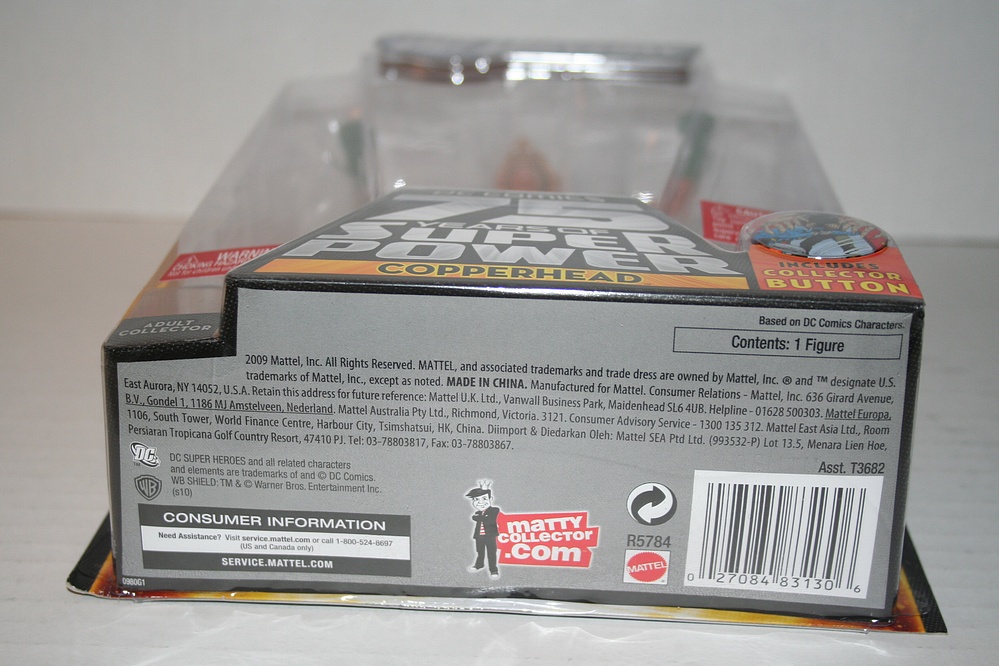 DC COMICS
75
YEARS OF
SUPER
POWER
COPPERHEAD
WARNING
CHOKING HAZARD
INCLUDES
COLLECTOR
BUTTON
ADULT
COLLECTOR
Based on DC Comics Characters.
Contents: 1 Figure
2009 Mattel, Inc. All Rights Reserved. MATTEL, and associated trademarks and trade dress are owned by Mattel, Inc. ® and ™ designate U.S.
trademarks of Mattel, Inc., except as noted. MADE IN CHINA. Manufactured for Mattel. Consumer Relations - Mattel, Inc. 636 Girard Avenue,
East Aurora, NY 14052, U.S.A. Retain this address for future reference: Mattel U.K. Ltd., Vanwall Business Park, Maidenhead SL6 4UB. Helpline - 01628 500303. Mattel Europa,
B.V., Gondel 1, 1186 MJ Amstelveen, Nederland. Mattel Australia Pty Ltd., Richmond, Victoria. 3121. Consumer Advisory Service - 1300 135 312. Mattel East Asia Ltd., Room
1106, South Tower, World Finance Centre, Harbour City, Tsimshatsui, HK, China. Diimport & Diedarkan Oleh: Mattel SEA Ptd Ltd. (993532-P) Lot 13.5, Menara Lien Hoe,
Persiaran Tropicana Golf Country Resort, 47410 PJ. Tel: 03-78803817, Fax: 03-78803867.
Asst. T3682
DC
TM
DC SUPER HEROES and all related characters
and elements are trademarks of and © DC Comics.
WB SHIELD: TM & © Warner Bros. Entertainment Inc.
(s10)
WB
CONSUMER INFORMATION
Need Assistance? Visit service.mattel.com or call 1-800-524-8697
(US and Canada only)
SERVICE.MATTEL.COM
0980G1
MATTY
COLLECTOR
.COM
R5784
MATTEL
0 27084 83130 6